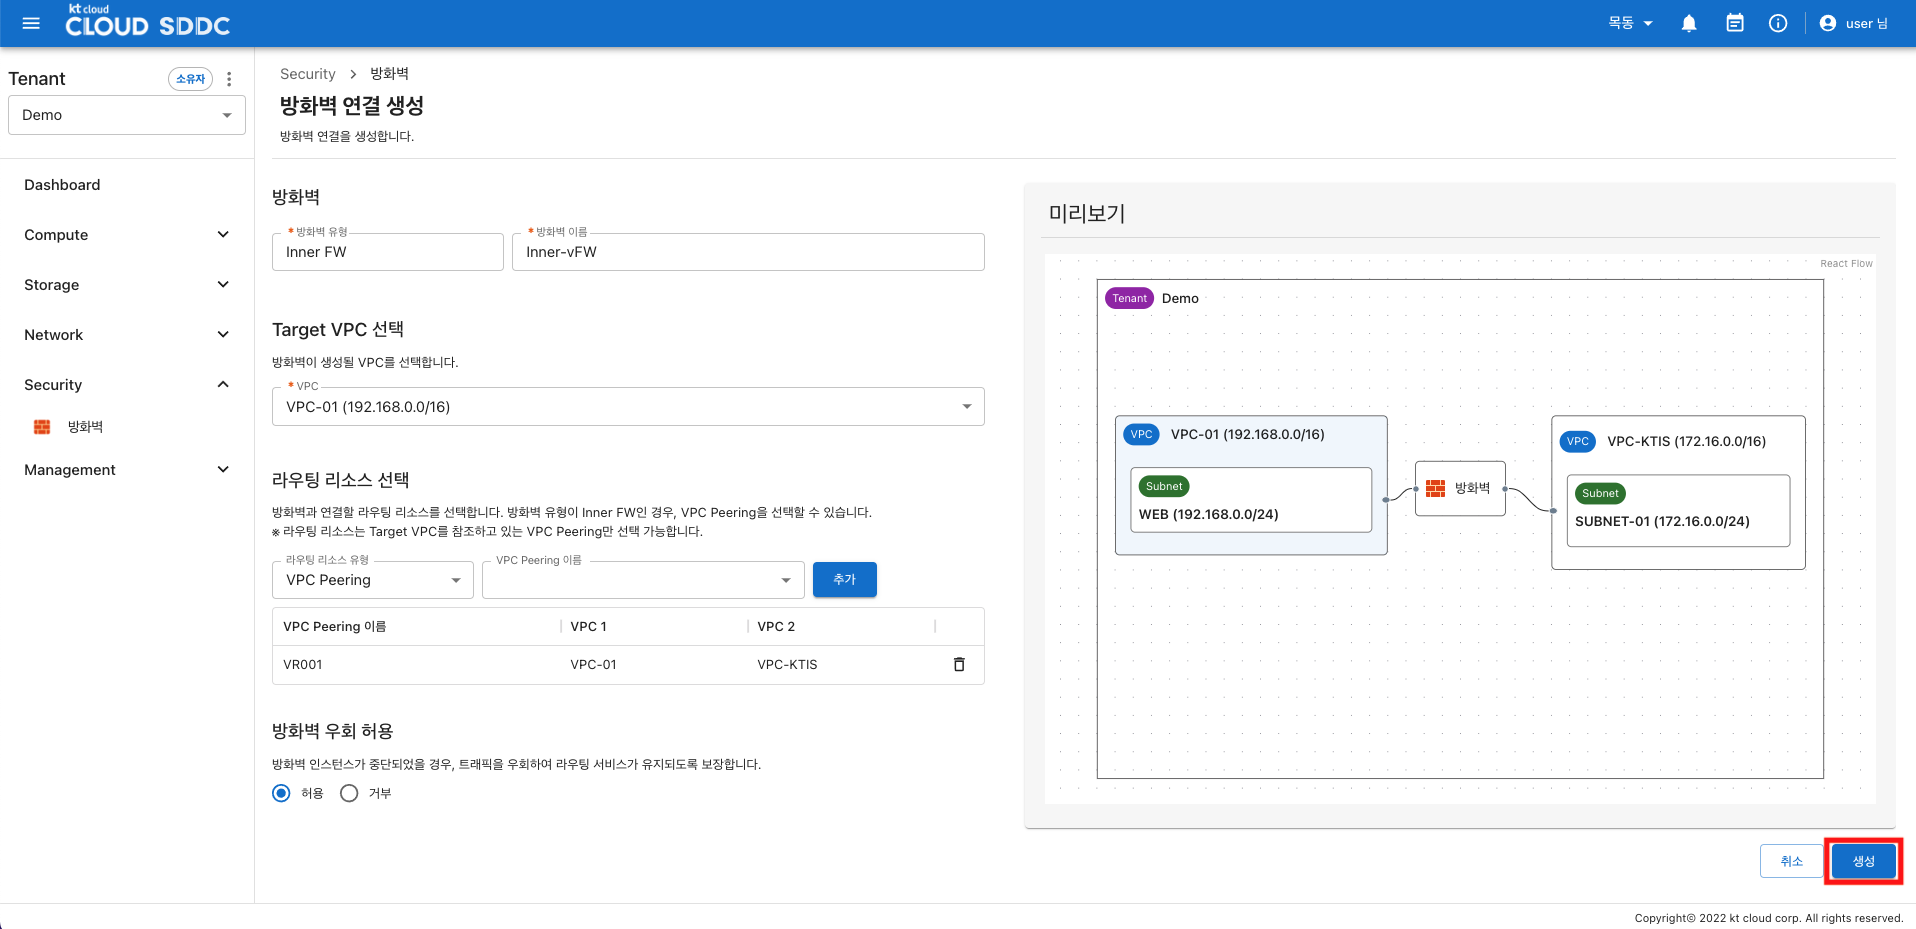 kt cloud
CLOUD SDDC
목동
user 님
Tenant
소유자
Demo
Dashboard
Compute
Storage
Network
Security
방화벽
Management
Security > 방화벽
방화벽 연결 생성
방화벽 연결을 생성합니다.
방화벽
* 방화벽 유형
Inner FW
* 방화벽 이름
Inner-vFW
Target VPC 선택
방화벽이 생성될 VPC를 선택합니다.
* VPC
VPC-01 (192.168.0.0/16)
라우팅 리소스 선택
방화벽과 연결할 라우팅 리소스를 선택합니다. 방화벽 유형이 Inner FW인 경우, VPC Peering을 선택할 수 있습니다.
※ 라우팅 리소스는 Target VPC를 참조하고 있는 VPC Peering만 선택 가능합니다.
라우팅 리소스 유형
VPC Peering
VPC Peering 이름
추가
VPC Peering 이름 VPC 1 VPC 2
VR001 VPC-01 VPC-KTIS
방화벽 우회 허용
방화벽 인스턴스가 중단되었을 경우, 트래픽을 우회하여 라우팅 서비스가 유지되도록 보장합니다.
허용 거부
미리보기
React Flow
Tenant Demo
VPC VPC-01 (192.168.0.0/16)
Subnet
WEB (192.168.0.0/24)
방화벽
VPC VPC-KTIS (172.16.0.0/16)
Subnet
SUBNET-01 (172.16.0.0/24)
취소
생성
Copyright© 2022 kt cloud corp. All rights reserved.